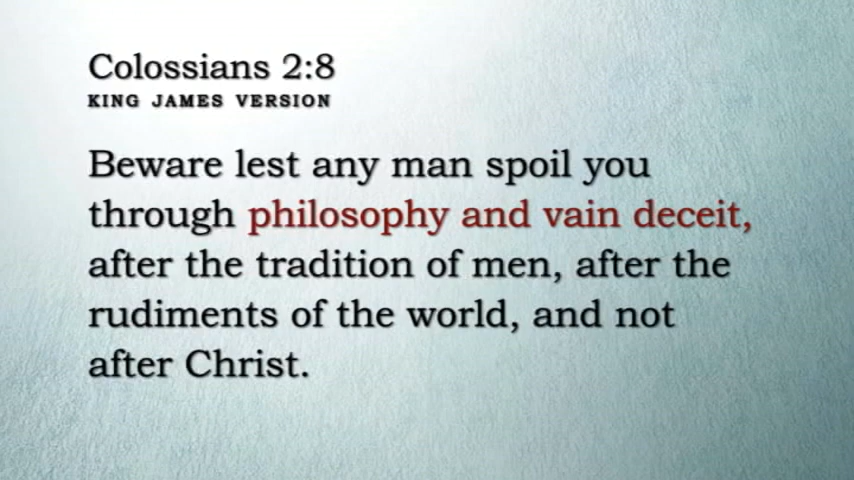 Colossians 2:8
KING JAMES VERSION
Beware lest any man spoil you
through philosophy and vain deceit,
after the tradition of men, after the
rudiments of the world, and not
after Christ.